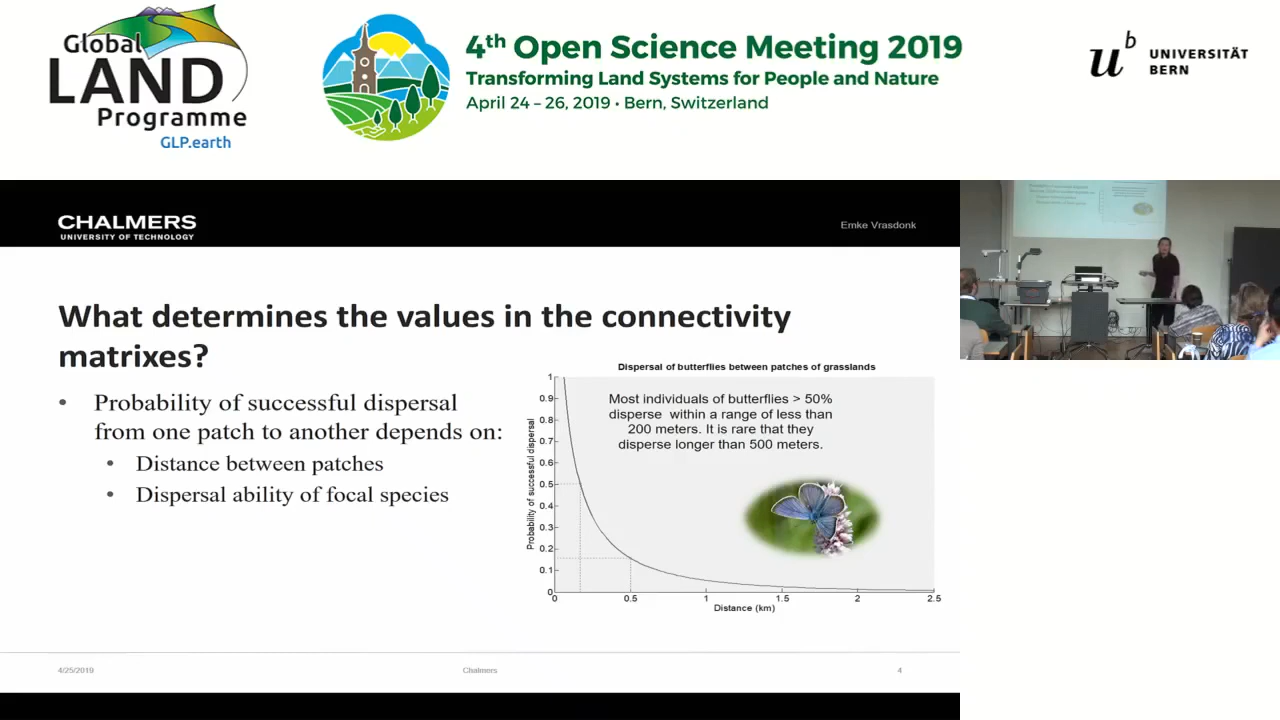 Global
LAND
Programme
GLP.earth
4th Open Science Meeting 2019
Transforming Land Systems for People and Nature
April 24 – 26, 2019 • Bern, Switzerland
u b
UNIVERSITÄT
BERN
CHALMERS
UNIVERSITY OF TECHNOLOGY
Emke Vrasdonk
What determines the values in the connectivity
matrixes?
• Probability of successful dispersal
from one patch to another depends on:
• Distance between patches
• Dispersal ability of focal species
Dispersal of butterflies between patches of grasslands
Most individuals of butterflies > 50%
disperse within a range of less than
200 meters. It is rare that they
disperse longer than 500 meters.
Probability of successful dispersal
1
0.9
0.8
0.7
0.6
0.5
0.4
0.3
0.2
0.1
0
0 0.5 1 1.5 2 2.5
Distance (km)
4/25/2019
Chalmers
4